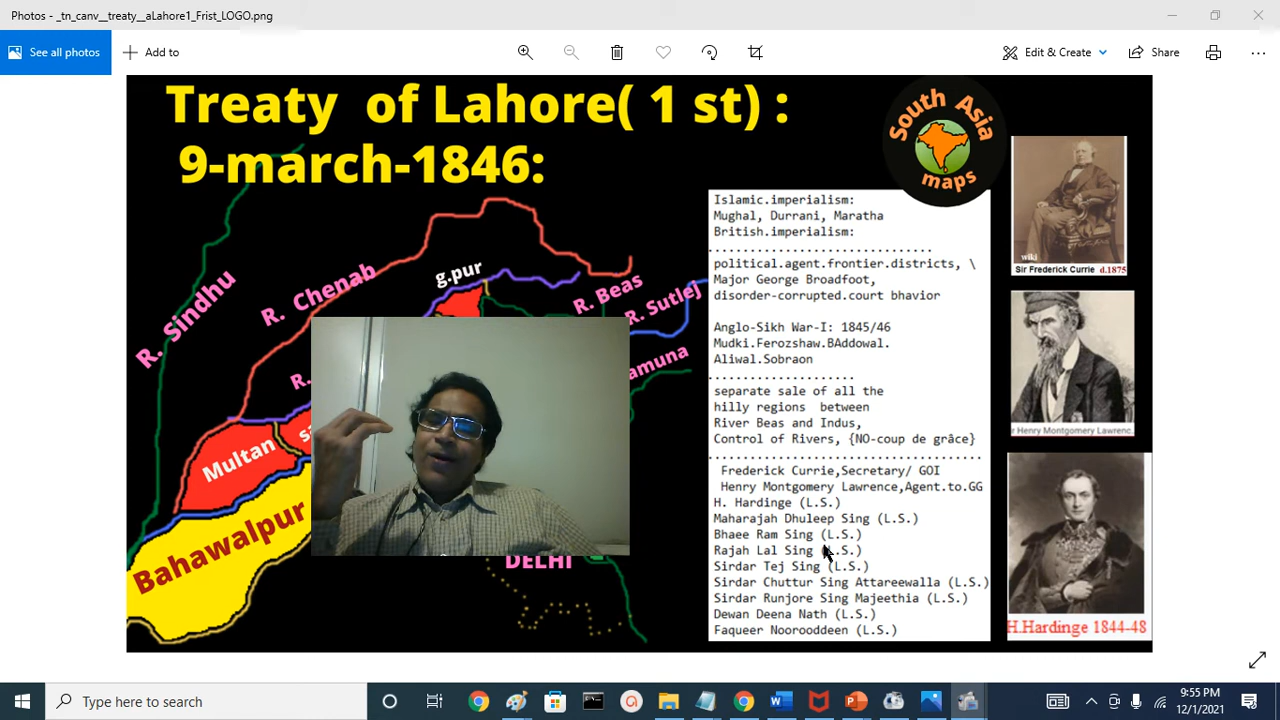 Photos - _tn_canv__treaty__aLahore1_Frist_LOGO.png
See all photos
Add to
Edit & Create
Share
Treaty of Lahore( 1 st) :
9-march-1846:
South Asia
maps
R. Sindhu
R. Chenab
g.pur
R. Beas
R. Sutlej
amuna
R.
Multan
sa
Bahawalpur
DELHI
Islamic.imperialism:
Mughal, Durrani, Maratha
British.imperialism:
...............................
political.agent.frontier.districts, \
Major George Broadfoot,
disorder-corrupted.court bhavior
Anglo-Sikh War-I: 1845/46
Mudki.Ferozshaw.BAddowal.
Aliwal.Sobraon
....................
separate sale of all the
hilly regions between
River Beas and Indus,
Control of Rivers, {NO-coup de grâce}
.....................................
Frederick Currie,Secretary/ GOI
Henry Montgomery Lawrence,Agent.to.GG
H. Hardinge (L.S.)
Maharajah Dhuleep Sing (L.S.)
Bhaee Ram Sing (L.S.)
Rajah Lal Sing (L.S.)
Sirdar Tej Sing (L.S.)
Sirdar Chuttur Sing Attareewalla (L.S.)
Sirdar Runjore Sing Majeethia (L.S.)
Dewan Deena Nath (L.S.)
Faqueer Noorooddeen (L.S.)
wiki
Sir Frederick Currie d.1875
r Henry Montgomery Lawrenc.
H.Hardinge 1844-48
Type here to search
9:55 PM
12/1/2021